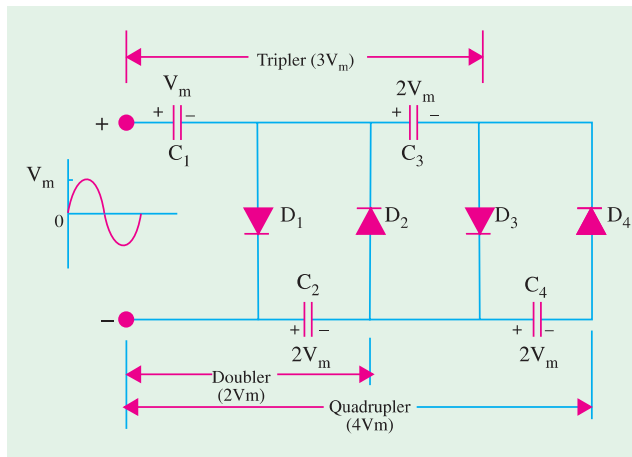 Tripler (3Vm)
Vm
2Vm
+ –
+ –
+
C1
C3
Vm
0
D1
D2
D3
D4
C2
C4
–
+ –
+ –
2Vm
2Vm
Doubler
(2Vm)
Quadrupler
(4Vm)